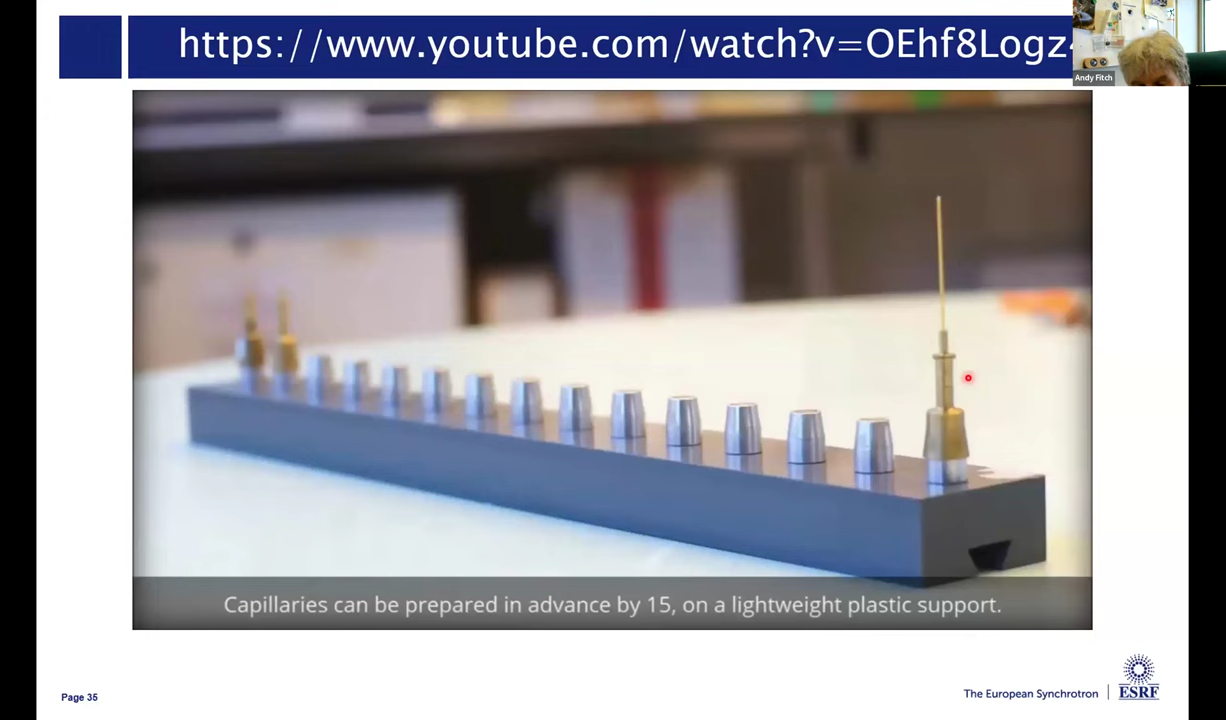 https://www.youtube.com/watch?v=OEhf8Logz
Andy Fitch
Capillaries can be prepared in advance by 15, on a lightweight plastic support.
Page 35
The European Synchrotron
ESRF